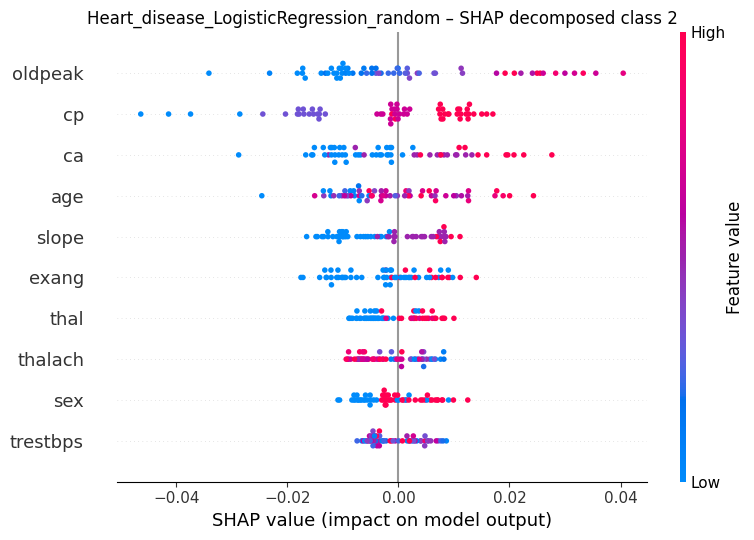 Heart_disease_LogisticRegression_random – SHAP decomposed class 2
High
oldpeak
cp
ca
age
slope
exang
thal
thalach
sex
trestbps
Feature value
Low
−0.04 −0.02 0.00 0.02 0.04
SHAP value (impact on model output)